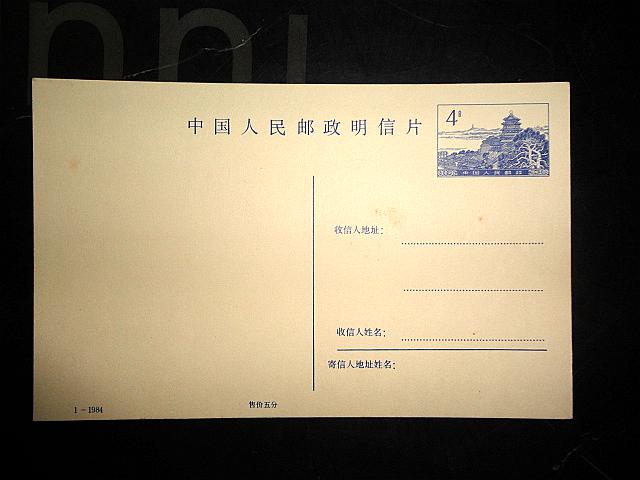 中国人民邮政明信片
4分
中国人民邮政
收信人地址：
收信人姓名：
寄信人地址姓名：
1－1984
售价五分